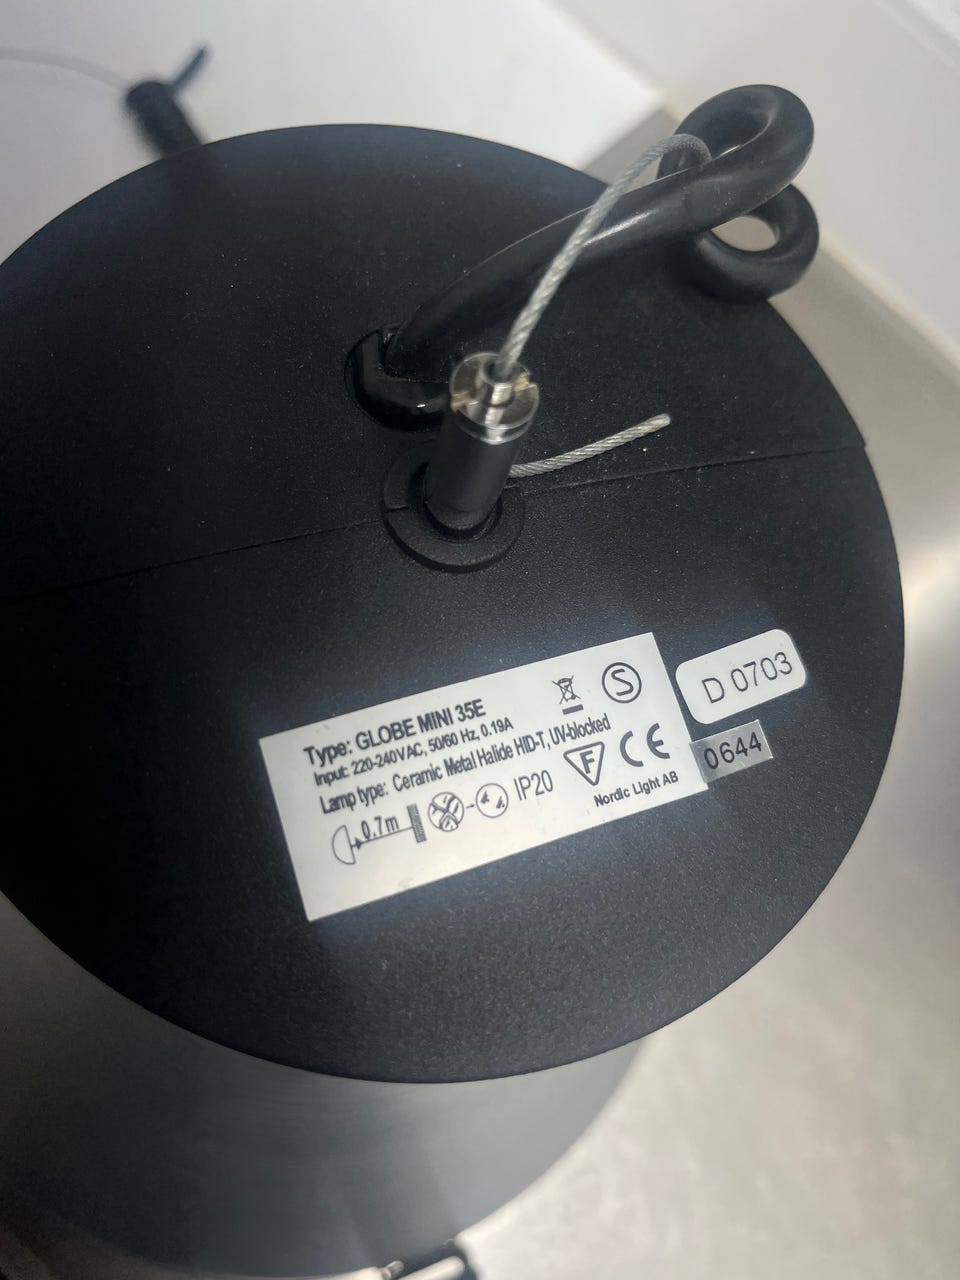 Type: GLOBE MINI 35E
Input: 220-240VAC, 50/60 Hz, 0.19A
Lamp type: Ceramic Metal Halide HID-T, UV-blocked
0.7m
IP20
S
F
CE
Nordic Light AB
D 0703
0644